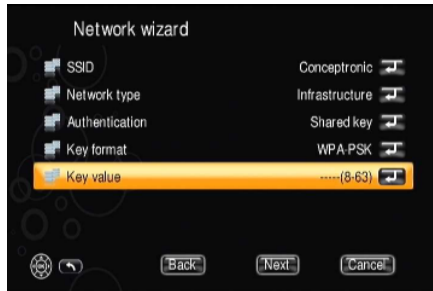 Network wizard
SSID Conceptronic
Network type Infrastructure
Authentication Shared key
Key format WPA-PSK
Key value -----(8-63)
OK Back Next Cancel